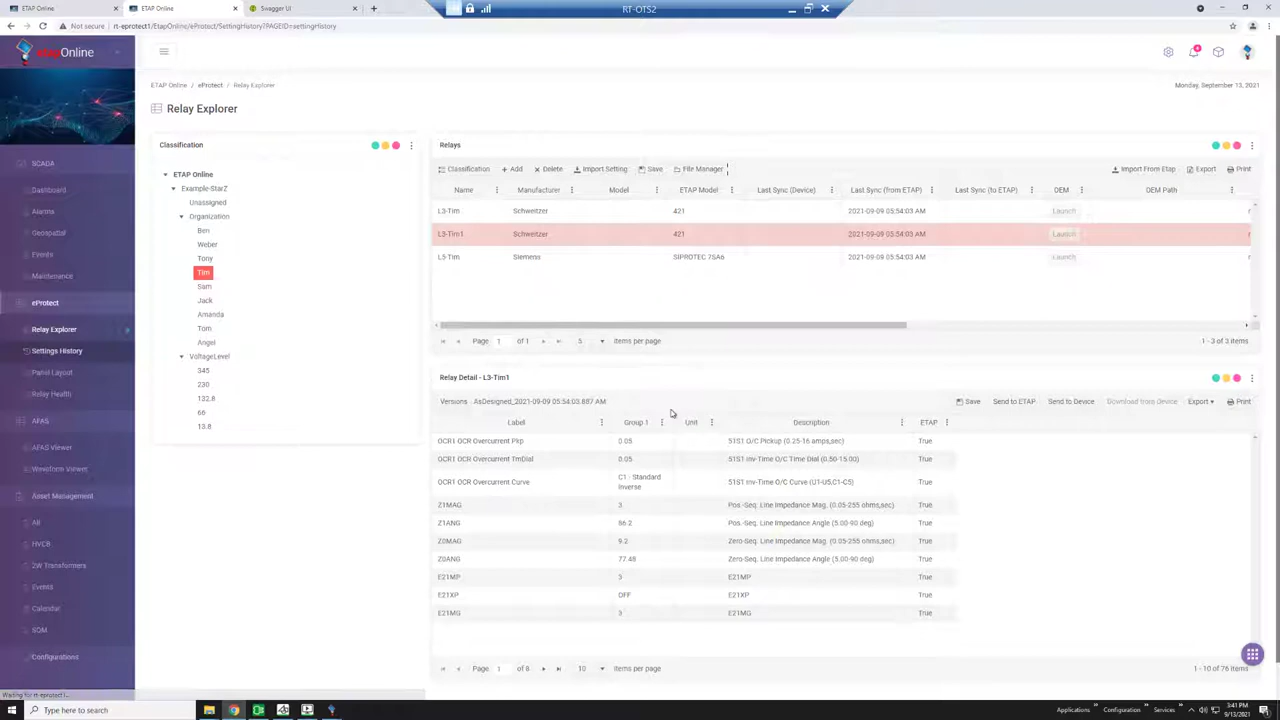 ETAP Online
ETAP Online
Swagger UI
RT-OTS2
Not secure | rt-eprotect1/EtapOnline/eProtect/SettingHistory?PAGEID=settingHistory
etapOnline
ETAP Online / eProtect / Relay Explorer
Monday, September 13, 2021
Relay Explorer
SCADA
Dashboard
Alarms
Geospatial
Events
Maintenance
eProtect
Relay Explorer
Settings History
Panel Layout
Relay Health
AFAS
AFAS Viewer
Waveform Viewer
Asset Management
All
HVCB
2W Transformers
Events
Calendar
SQM
Configurations
Classification
ETAP Online
Example-StarZ
Unassigned
Organization
Ben
Weber
Tony
Tim
Sam
Jack
Amanda
Tom
Angel
VoltageLevel
345
230
132.8
66
13.8
Relays
Classification + Add × Delete Import Setting Save File Manager Import From Etap Export Print
Name Manufacturer Model ETAP Model Last Sync (Device) Last Sync (from ETAP) Last Sync (to ETAP) DEM DEM Path
L3-Tim Schweitzer 421 2021-09-09 05:54:03 AM Launch
L3-Tim1 Schweitzer 421 2021-09-09 05:54:03 AM Launch
L5-Tim Siemens SIPROTEC 7SA6 2021-09-09 05:54:03 AM Launch
Page 1 of 1 5 items per page 1 - 3 of 3 items
Relay Detail - L3-Tim1
Versions AsDesigned_2021-09-09 05:54:03.887 AM Save Send to ETAP Send to Device Download from Device Export Print
Label Group 1 Unit Description ETAP
OCR1 OCR Overcurrent Pkp 0.05 51S1 O/C Pickup (0.25-16 amps,sec) True
OCR1 OCR Overcurrent TmDial 0.05 51S1 Inv-Time O/C Time Dial (0.50-15.00) True
OCR1 OCR Overcurrent Curve C1 - Standard Inverse 51S1 Inv-Time O/C Curve (U1-U5,C1-C5) True
Z1MAG 3 Pos.-Seq. Line Impedance Mag. (0.05-255 ohms,sec) True
Z1ANG 86.2 Pos.-Seq. Line Impedance Angle (5.00-90 deg) True
Z0MAG 9.2 Zero-Seq. Line Impedance Mag. (0.05-255 ohms,sec) True
Z0ANG 77.48 Zero-Seq. Line Impedance Angle (5.00-90 deg) True
E21MP 3 E21MP True
E21XP OFF E21XP True
E21MG 3 E21MG True
Page 1 of 8 10 items per page 1 - 10 of 76 items
Waiting for rt-eprotect1...
Type here to search
Applications Configuration Services
3:41 PM
9/13/2021